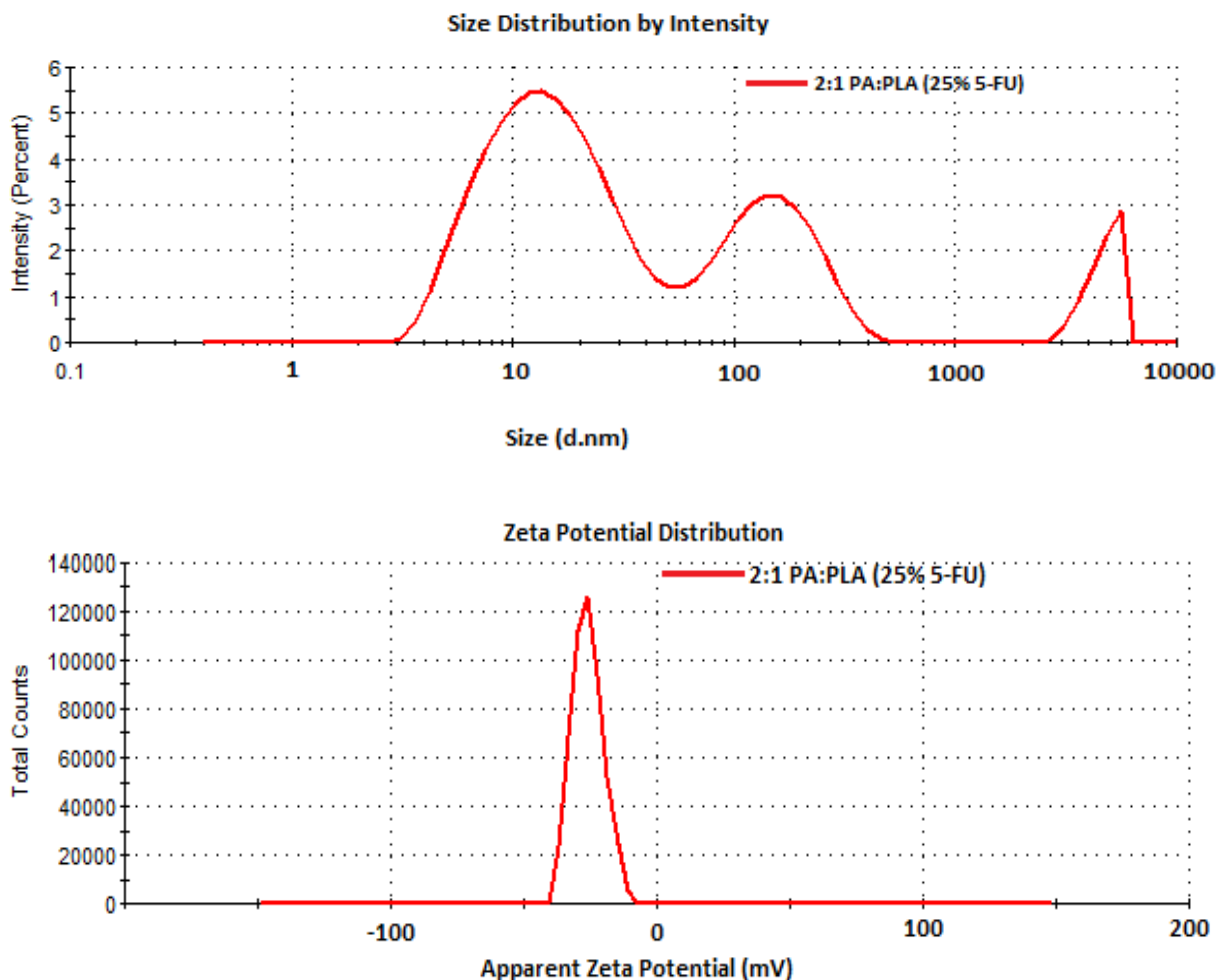 Size Distribution by Intensity
2:1 PA:PLA (25% 5-FU)
Intensity (Percent)
6
5
4
3
2
1
0
0.1 1 10 100 1000 10000
Size (d.nm)
Zeta Potential Distribution
2:1 PA:PLA (25% 5-FU)
Total Counts
140000
120000
100000
80000
60000
40000
20000
0
-100 0 100 200
Apparent Zeta Potential (mV)